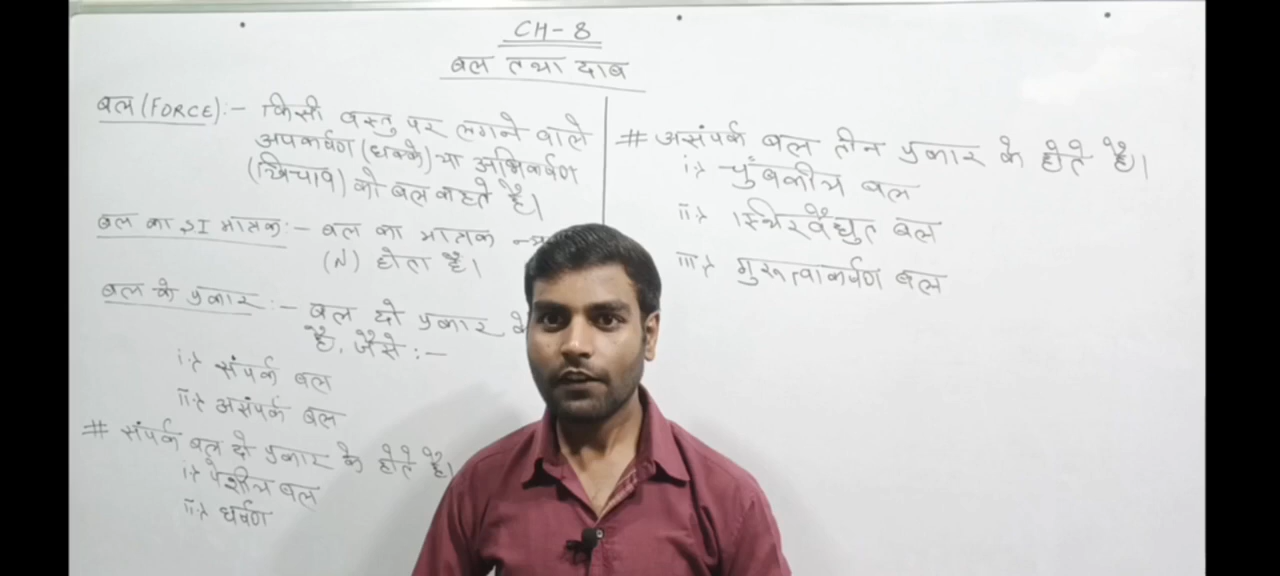 CH-8
बल तथा दाब
बल (FORCE) :- किसी वस्तु पर लगने वाले
अपकर्षण (धक्के) या अभिकर्षण
(खिंचाव) को बल कहते है।
बल का SI मात्रक :- बल का मात्रक
(N) होता है।
बल के प्रकार :- बल दो प्रकार के
है, जैसे :-
i.→ संपर्क बल
ii.→ असंपर्क बल
# संपर्क बल दो प्रकार के होते है।
i.→ पेशीय बल
ii.→ घर्षण
# असंपर्क बल तीन प्रकार के होते है।
i.→ चुंबकीय बल
ii.→ स्थिरवैद्युत बल
iii.→ गुरुत्वाकर्षण बल